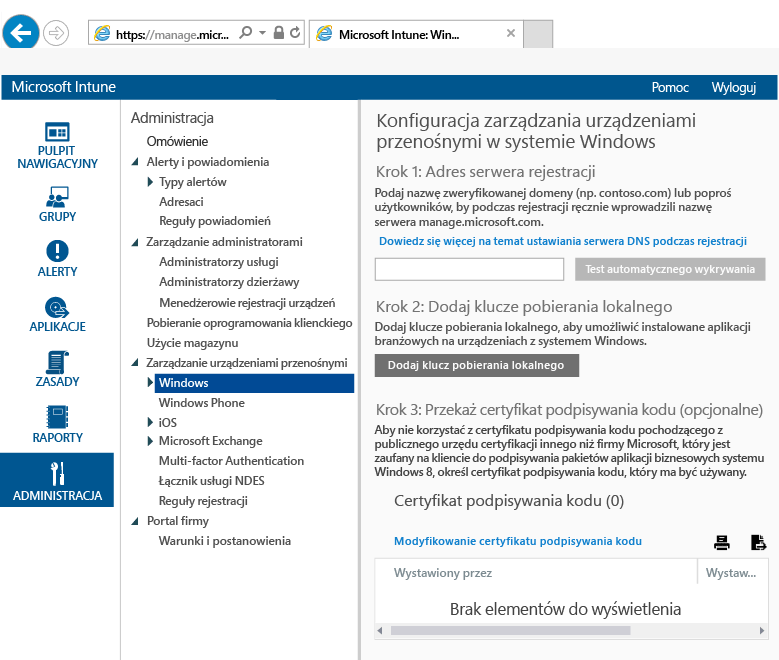 https://manage.micr...
Microsoft Intune: Win...
Microsoft Intune
Pomoc
Wyloguj
PULPIT
NAWIGACYJNY
GRUPY
ALERTY
APLIKACJE
ZASADY
RAPORTY
ADMINISTRACJA
Administracja
Omówienie
Alerty i powiadomienia
Typy alertów
Adresaci
Reguły powiadomień
Zarządzanie administratorami
Administratorzy usługi
Administratorzy dzierżawy
Menedżerowie rejestracji urządzeń
Pobieranie oprogramowania klienckiego
Użycie magazynu
Zarządzanie urządzeniami przenośnymi
Windows
Windows Phone
iOS
Microsoft Exchange
Multi-factor Authentication
Łącznik usługi NDES
Reguły rejestracji
Portal firmy
Warunki i postanowienia
Konfiguracja zarządzania urządzeniami
przenośnymi w systemie Windows
Krok 1: Adres serwera rejestracji
Podaj nazwę zweryfikowanej domeny (np. contoso.com) lub poproś
użytkowników, by podczas rejestracji ręcznie wprowadzili nazwę
serwera manage.microsoft.com.
Dowiedz się więcej na temat ustawiania serwera DNS podczas rejestracji
Test automatycznego wykrywania
Krok 2: Dodaj klucze pobierania lokalnego
Dodaj klucze pobierania lokalnego, aby umożliwić instalowane aplikacji
branżowych na urządzeniach z systemem Windows.
Dodaj klucz pobierania lokalnego
Krok 3: Przekaż certyfikat podpisywania kodu (opcjonalne)
Aby nie korzystać z certyfikatu podpisywania kodu pochodzącego z
publicznego urzędu certyfikacji innego niż firmy Microsoft, który jest
zaufany na kliencie do podpisywania pakietów aplikacji biznesowych systemu
Windows 8, określ certyfikat podpisywania kodu, który ma być używany.
Certyfikat podpisywania kodu (0)
Modyfikowanie certyfikatu podpisywania kodu
Wystawiony przez
Wystaw...
Brak elementów do wyświetlenia